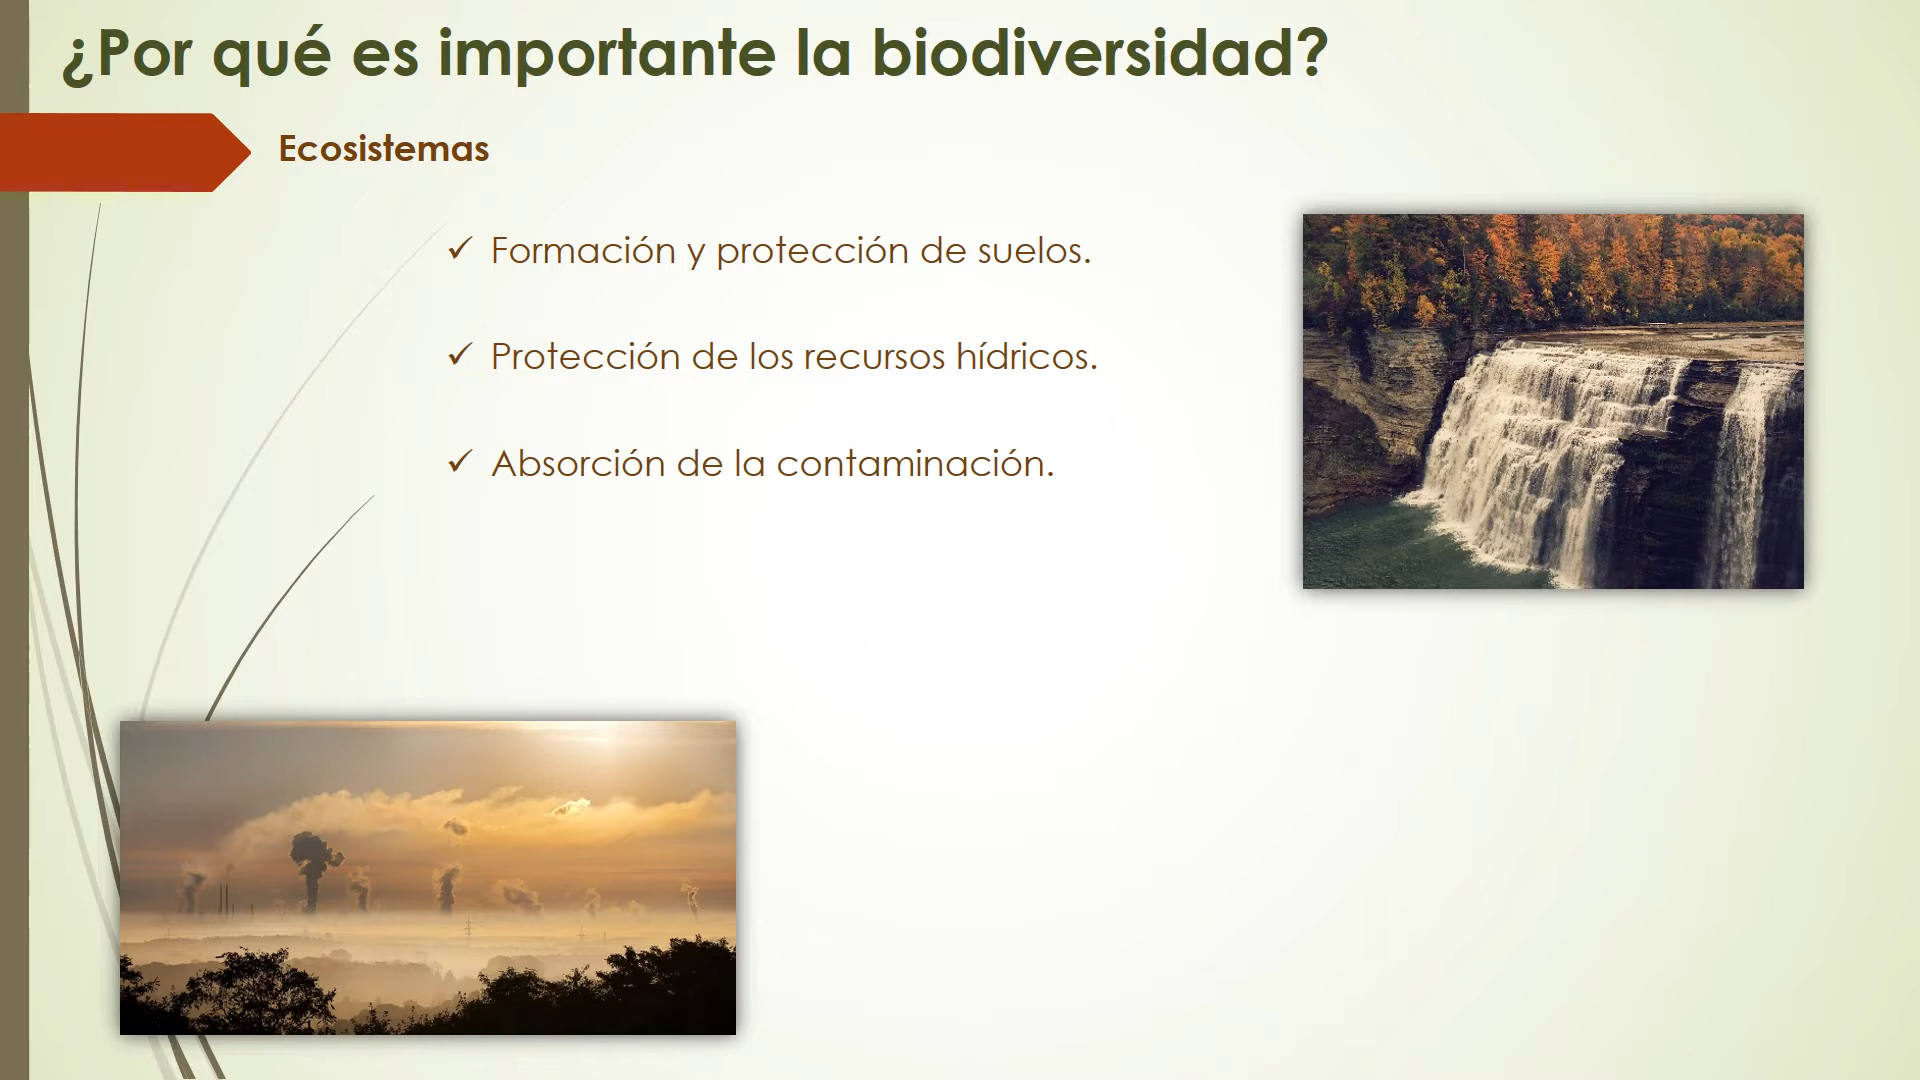 ¿Por qué es importante la biodiversidad?
Ecosistemas
✓ Formación y protección de suelos.
✓ Protección de los recursos hídricos.
✓ Absorción de la contaminación.